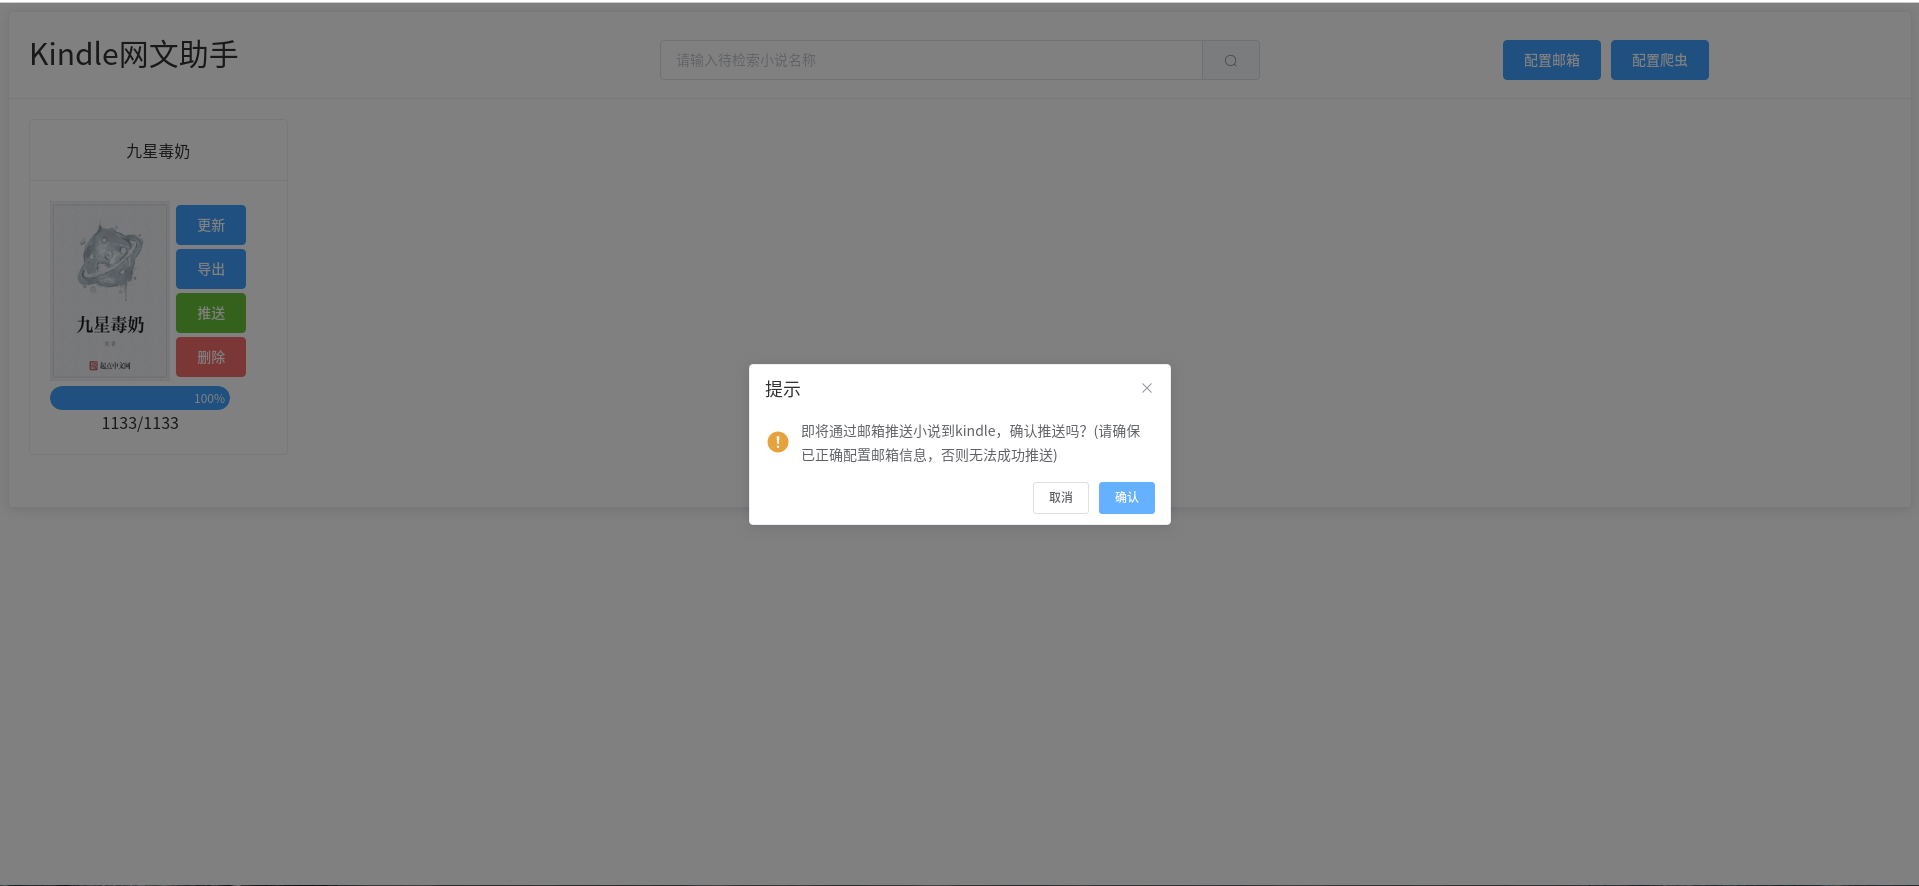 Kindle网文助手
请输入待检索小说名称
配置邮箱
配置爬虫
九星毒奶
更新
导出
推送
删除
九星毒奶
起点中文网
100%
1133/1133
提示
即将通过邮箱推送小说到kindle，确认推送吗？(请确保
已正确配置邮箱信息，否则无法成功推送)
取消
确认